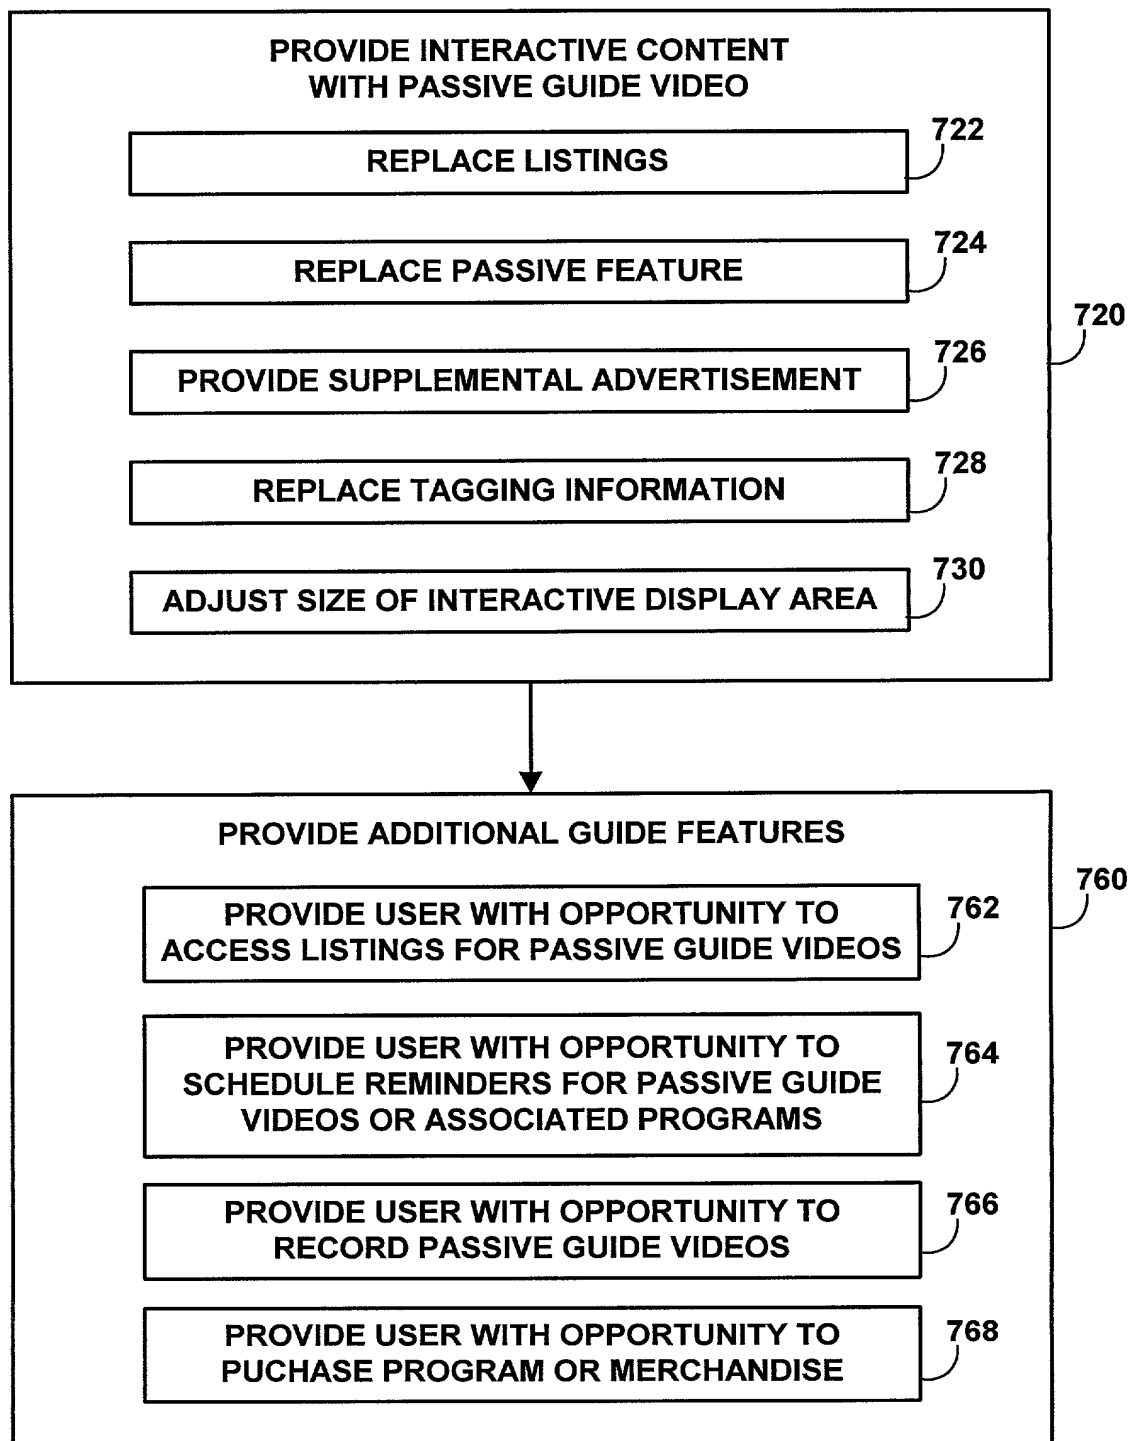 PROVIDE INTERACTIVE CONTENT
WITH PASSIVE GUIDE VIDEO
REPLACE LISTINGS
722
REPLACE PASSIVE FEATURE
724
720
PROVIDE SUPPLEMENTAL ADVERTISEMENT
726
REPLACE TAGGING INFORMATION
728
ADJUST SIZE OF INTERACTIVE DISPLAY AREA
730
PROVIDE ADDITIONAL GUIDE FEATURES
760
PROVIDE USER WITH OPPORTUNITY TO
ACCESS LISTINGS FOR PASSIVE GUIDE VIDEOS
762
PROVIDE USER WITH OPPORTUNITY TO
SCHEDULE REMINDERS FOR PASSIVE GUIDE
VIDEOS OR ASSOCIATED PROGRAMS
764
PROVIDE USER WITH OPPORTUNITY TO
RECORD PASSIVE GUIDE VIDEOS
766
PROVIDE USER WITH OPPORTUNITY TO
PUCHASE PROGRAM OR MERCHANDISE
768